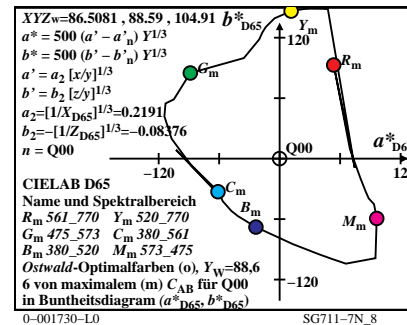 XYZw=86.5081, 88.59, 104.91 b*D65
a* = 500 (a' – a'n) Y1/3
b* = 500 (b' – b'n) Y1/3
a' = a2 [x/y]1/3
b' = b2 [z/y]1/3
a2=[1/XD65]1/3=0.2191
b2=–[1/ZD65]1/3=–0.08376
n = Q00
120
Ym
Rm
Gm
Q00
a*D65
–120
120
CIELAB D65
Name und Spektralbereich
Rm 561_770 Ym 520_770
Gm 475_573 Cm 380_561
Bm 380_520 Mm 573_475
Ostwald-Optimalfarben (o), YW=88,6
6 von maximalem (m) CAB für Q00
in Buntheitsdiagram (a*D65, b*D65)
Cm
Bm
Mm
–120
0–001730–L0
SG711–7N_8